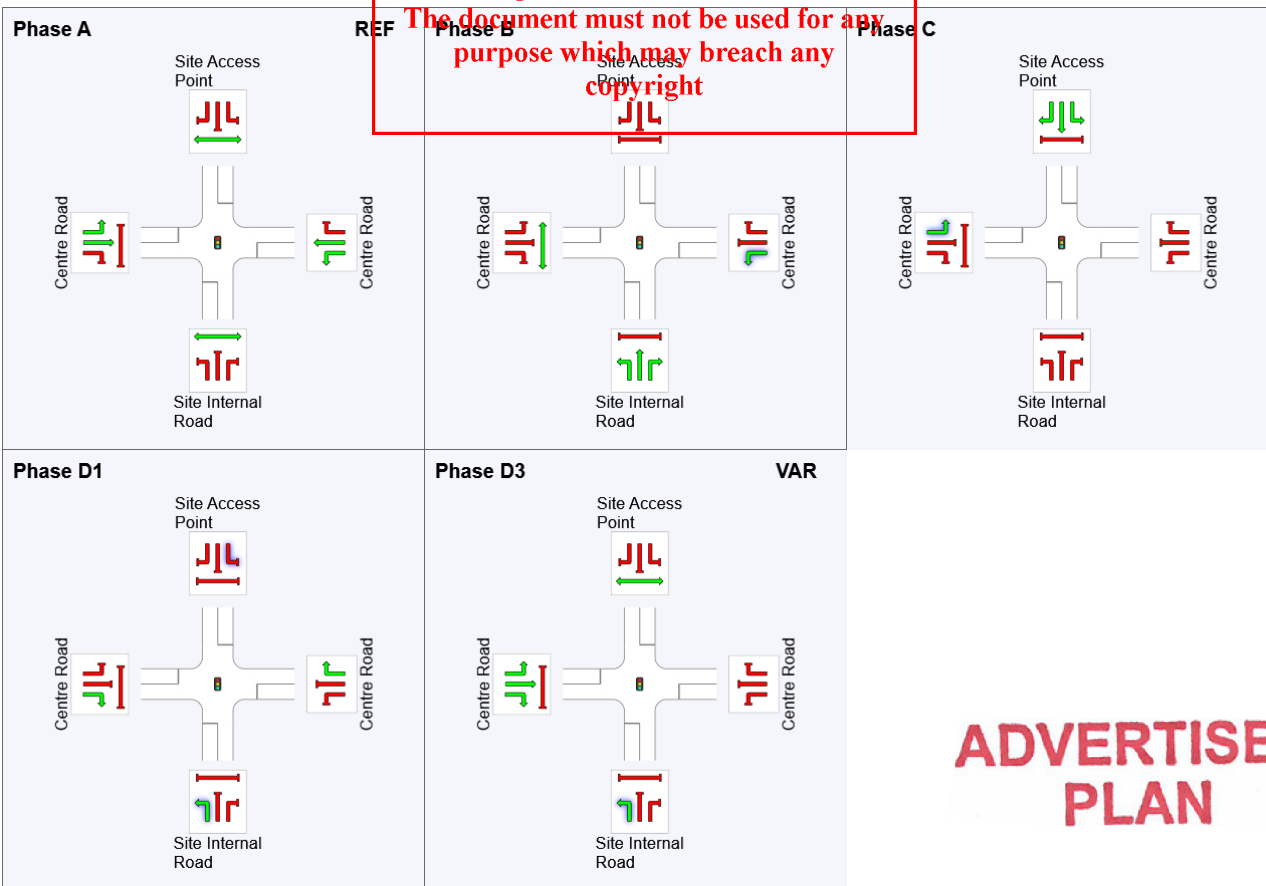 Phase A
REF
Phase B
Phase C
The document must not be used for any
purpose which may breach any
copyright
Site Access
Point
Site Access
Point
Site Access
Point
Centre Road
Centre Road
Centre Road
Centre Road
Centre Road
Centre Road
Site Internal
Road
Site Internal
Road
Site Internal
Road
Phase D1
Phase D3
VAR
Site Access
Point
Site Access
Point
Centre Road
Centre Road
Centre Road
Centre Road
Site Internal
Road
Site Internal
Road
ADVERTISE
PLAN